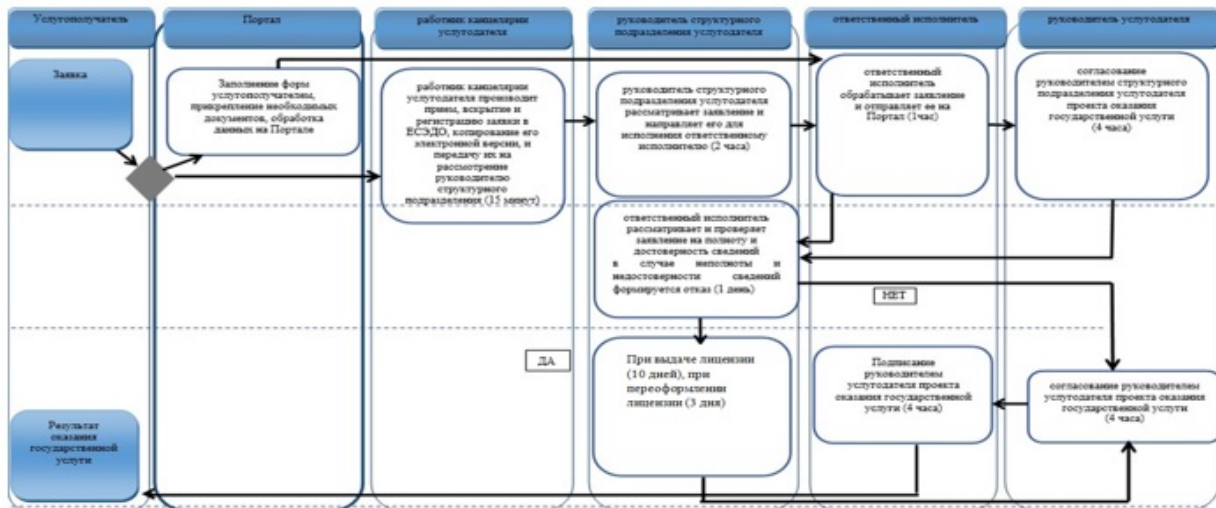 Услугополучатель
Портал
работник канцелярии
услугодателя
руководитель структурного
подразделения услугодателя
ответственный исполнитель
руководитель услугодателя
Заявка
Заполнение форм
услугополучателем,
прикрепление необходимых
документов, обработка
данных на Портале
работник канцелярии
услугодателя производит
прием, вскрытие и
регистрацию заявки в
ЕСЭДО, копирование его
электронной версии, и
передачу их на
рассмотрение
руководителю
структурного
подразделения (15 минут)
руководитель структурного
подразделения услугодателя
рассматривает заявление и
направляет его для
исполнения ответственному
исполнителю (2 часа)
ответственный
исполнитель
обрабатывает заявление
и отправляет ее на
Портал (1час)
согласование
руководителем структурного
подразделения услугодателя
проекта оказания
государственной услуги
(4 часа)
ответственный исполнитель
рассматривает и проверяет
заявление на полноту и
достоверность сведений
в случае неполноты и
недостоверности сведений
формируется отказ (1 день)
НЕТ
ДА
При выдаче лицензии
(10 дней), при
переоформлении
лицензии (3 дня)
Подписание
руководителем
услугодателя проекта
оказания государственной
услуги (4 часа)
согласование руководителем
услугодателя проекта оказания
государственной услуги
(4 часа)
Результат
оказания
государственной
услуги